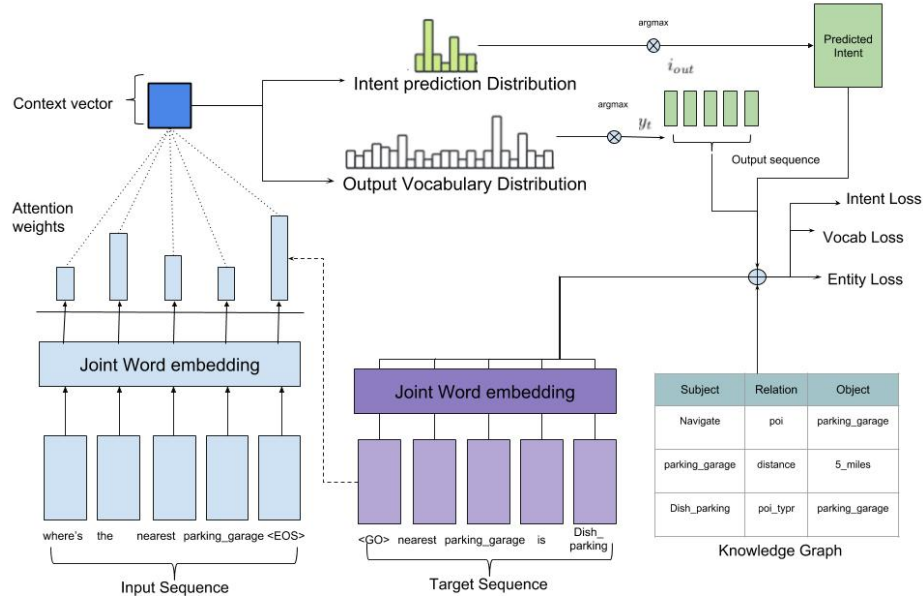 argmax
Predicted
Intent
i_out
Intent prediction Distribution
Context vector
argmax
y_t
Output sequence
Output Vocabulary Distribution
Attention
weights
Intent Loss
Vocab Loss
Entity Loss
Joint Word embedding
Joint Word embedding
Subject Relation Object
Navigate poi parking_garage
parking_garage distance 5_miles
Dish_parking poi_typr parking_garage
Knowledge Graph
where's the nearest parking_garage <EOS>
Input Sequence
<GO> nearest parking_garage is Dish_
parking
Target Sequence